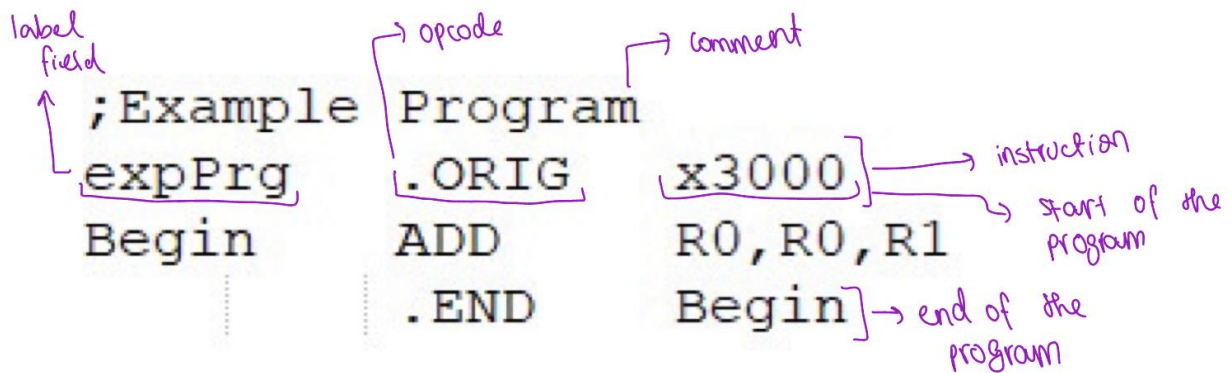 label
field
opcode
comment
;Example Program
expPrg .ORIG x3000
instruction
start of the
program
Begin ADD R0,R0,R1
.END Begin
end of the
program